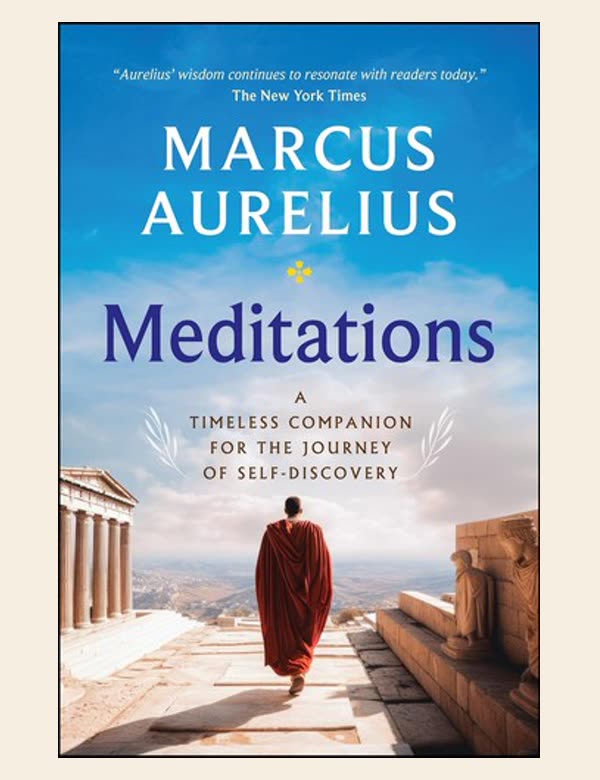 “Aurelius’ wisdom continues to resonate with readers today.”
The New York Times
MARCUS
AURELIUS
Meditations
A
TIMELESS COMPANION
FOR THE JOURNEY
OF SELF-DISCOVERY